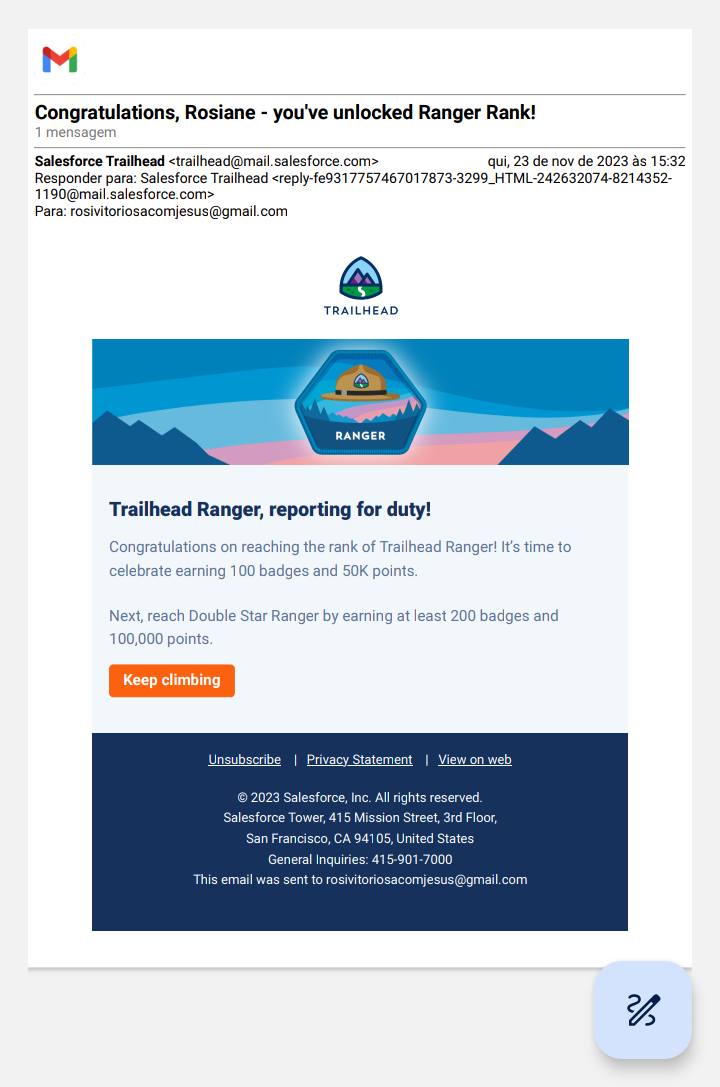 Congratulations, Rosiane - you've unlocked Ranger Rank!
1 mensagem
Salesforce Trailhead <trailhead@mail.salesforce.com> qui, 23 de nov de 2023 às 15:32
Responder para: Salesforce Trailhead <reply-fe9317757467017873-3299_HTML-242632074-8214352-
1190@mail.salesforce.com>
Para: rosivitoriosacomjesus@gmail.com
TRAILHEAD
RANGER
Trailhead Ranger, reporting for duty!
Congratulations on reaching the rank of Trailhead Ranger! It’s time to
celebrate earning 100 badges and 50K points.
Next, reach Double Star Ranger by earning at least 200 badges and
100,000 points.
Keep climbing
Unsubscribe | Privacy Statement | View on web
© 2023 Salesforce, Inc. All rights reserved.
Salesforce Tower, 415 Mission Street, 3rd Floor,
San Francisco, CA 94105, United States
General Inquiries: 415-901-7000
This email was sent to rosivitoriosacomjesus@gmail.com